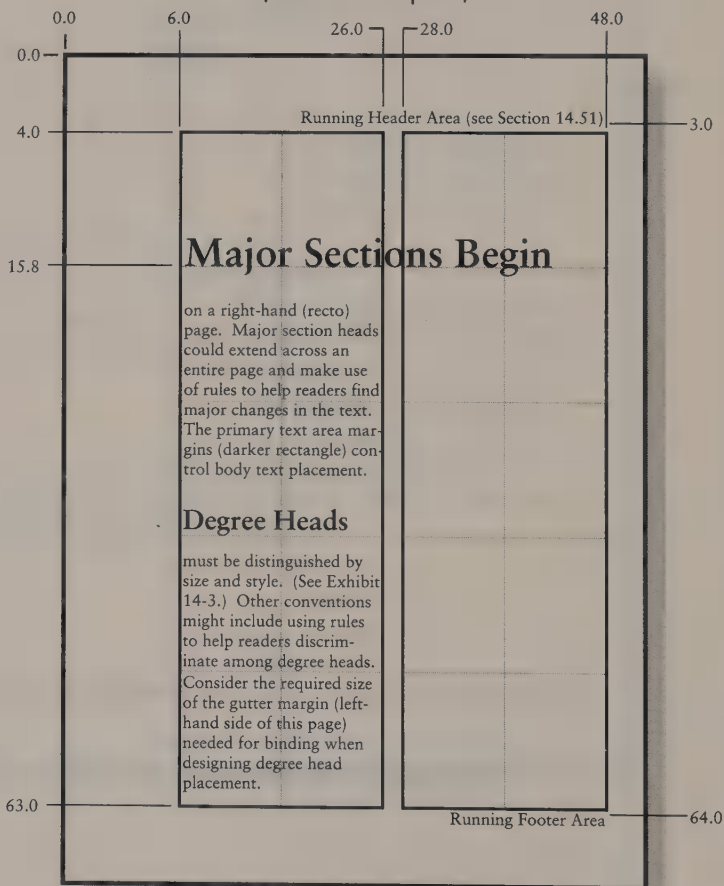 0.0 6.0 26.0 28.0 48.0
0.0
Running Header Area (see Section 14.51) 3.0
4.0
Major Sections Begin
15.8
on a right-hand (recto)
page. Major section heads
could extend across an
entire page and make use
of rules to help readers find
major changes in the text.
The primary text area mar-
gins (darker rectangle) con-
trol body text placement.
Degree Heads
must be distinguished by
size and style. (See Exhibit
14-3.) Other conventions
might include using rules
to help readers discrim-
inate among degree heads.
Consider the required size
of the gutter margin (left-
hand side of this page)
needed for binding when
designing degree head
placement.
63.0
Running Footer Area 64.0